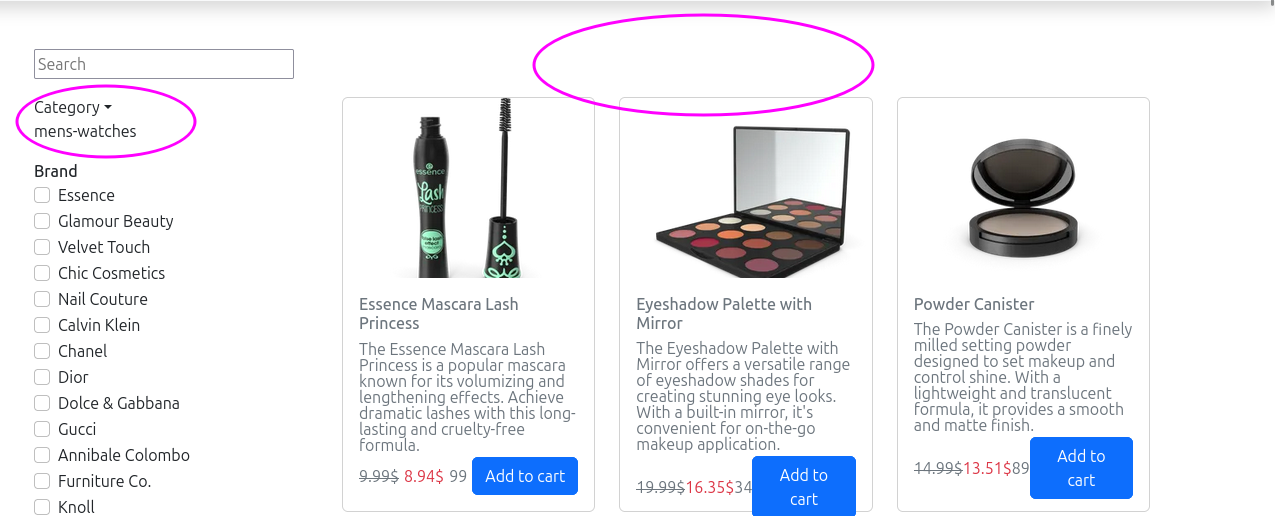 Search
Category
mens-watches
Brand
Essence
Glamour Beauty
Velvet Touch
Chic Cosmetics
Nail Couture
Calvin Klein
Chanel
Dior
Dolce & Gabbana
Gucci
Annibale Colombo
Furniture Co.
Knoll
essence
Lash
PRINCESS
Essence Mascara Lash
Princess
The Essence Mascara Lash
Princess is a popular mascara
known for its volumizing and
lengthening effects. Achieve
dramatic lashes with this long-
lasting and cruelty-free
formula.
9.99$ 8.94$ 99 Add to cart
Eyeshadow Palette with
Mirror
The Eyeshadow Palette with
Mirror offers a versatile range
of eyeshadow shades for
creating stunning eye looks.
With a built-in mirror, it's
convenient for on-the-go
makeup application.
19.99$16.35$34 Add to
cart
Powder Canister
The Powder Canister is a finely
milled setting powder
designed to set makeup and
control shine. With a
lightweight and translucent
formula, it provides a smooth
and matte finish.
14.99$13.51$89 Add to
cart